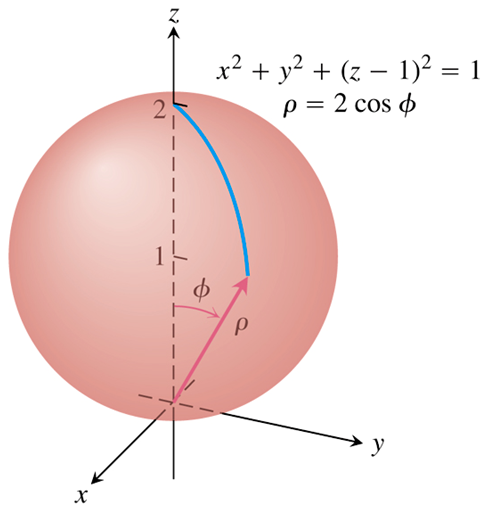 z
x² + y² + (z − 1)² = 1
ρ = 2 cos ϕ
2
1
ϕ
ρ
y
x